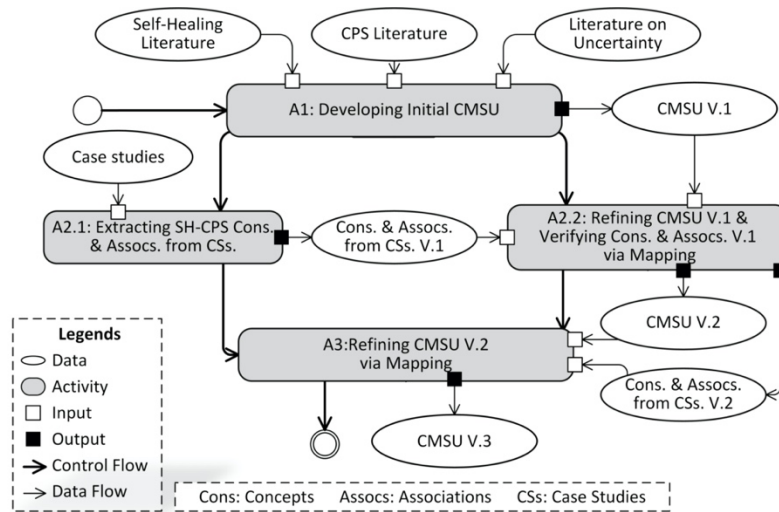 Self-Healing
Literature
CPS Literature
Literature on
Uncertainty
A1: Developing Initial CMSU
CMSU V.1
Case studies
A2.1: Extracting SH-CPS Cons.
& Assocs. from CSs.
Cons. & Assocs.
from CSs. V.1
A2.2: Refining CMSU V.1 &
Verifying Cons. & Assocs. V.1
via Mapping
CMSU V.2
A3:Refining CMSU V.2
via Mapping
Cons. & Assocs.
from CSs. V.2
CMSU V.3
Legends
Data
Activity
Input
Output
Control Flow
Data Flow
Cons: Concepts Assocs: Associations CSs: Case Studies